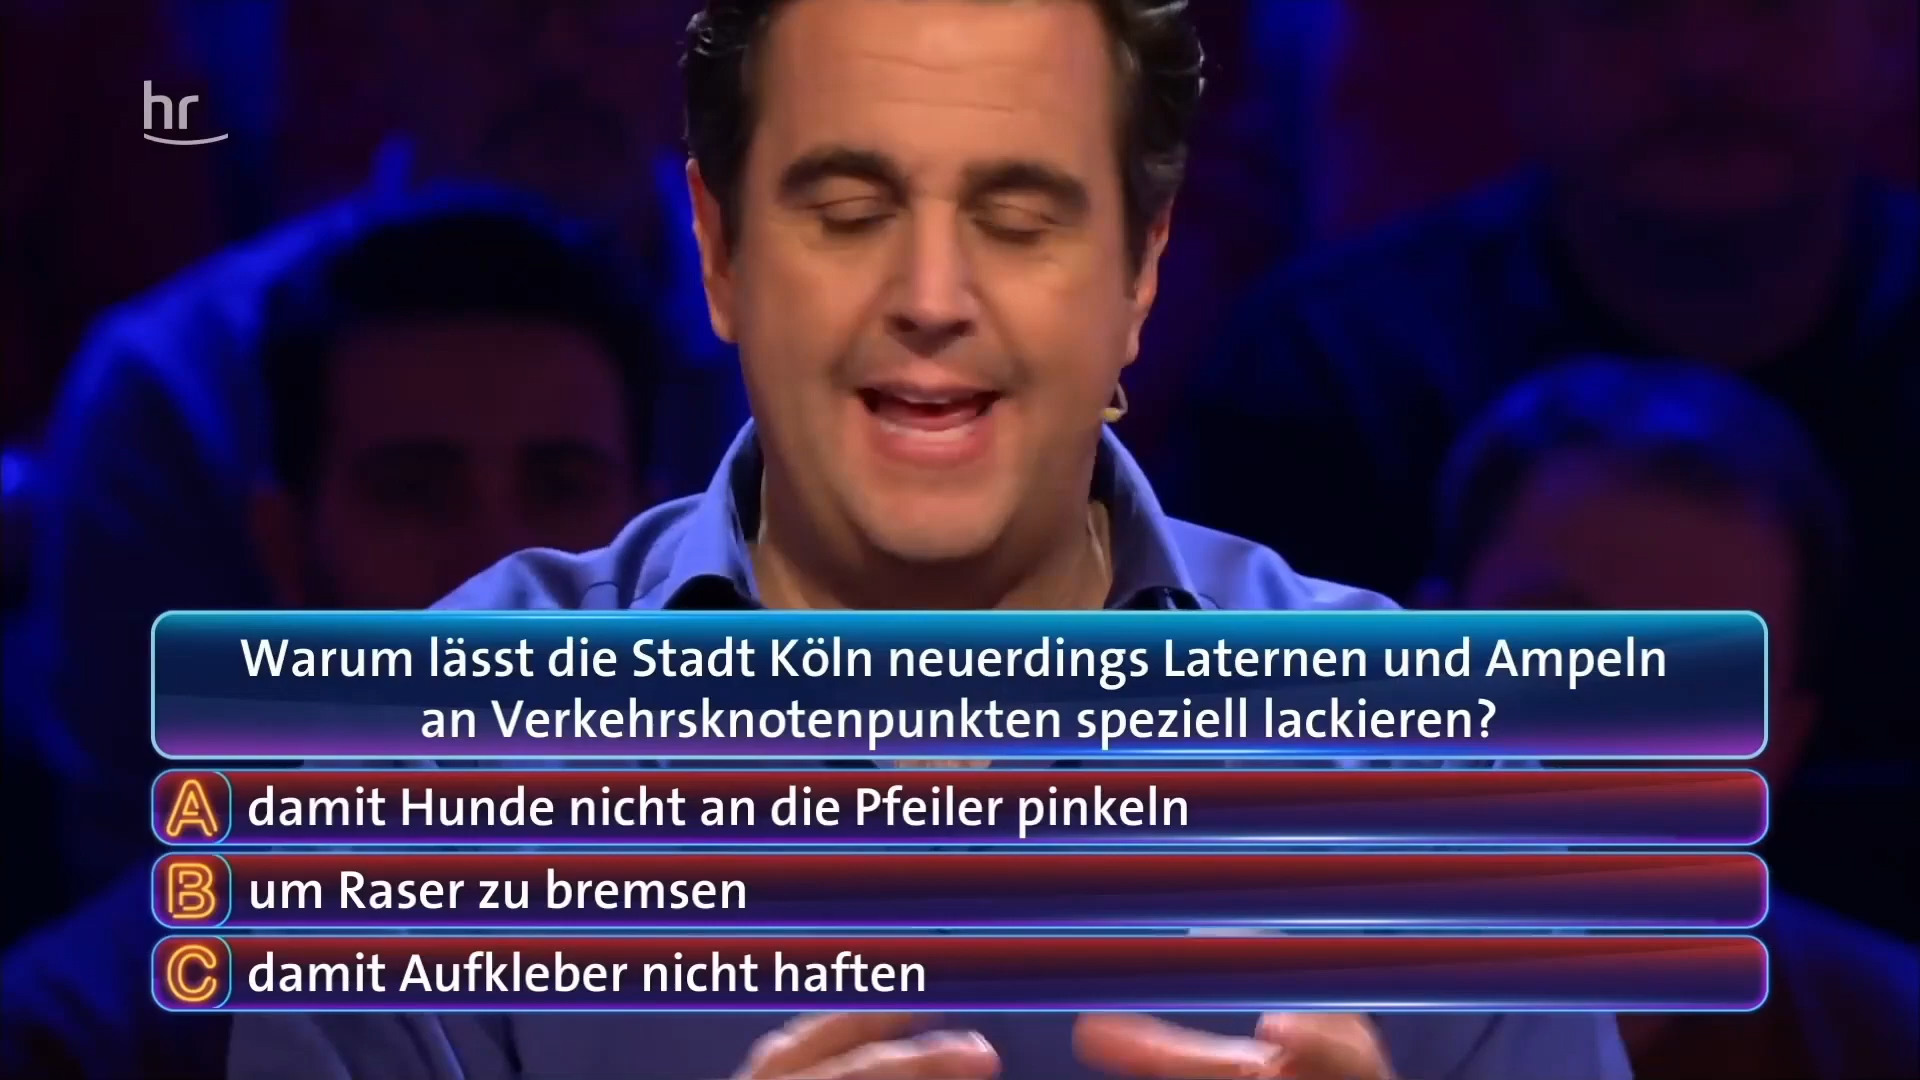 hr
Warum lässt die Stadt Köln neuerdings Laternen und Ampeln
an Verkehrsknotenpunkten speziell lackieren?
A damit Hunde nicht an die Pfeiler pinkeln
B um Raser zu bremsen
C damit Aufkleber nicht haften